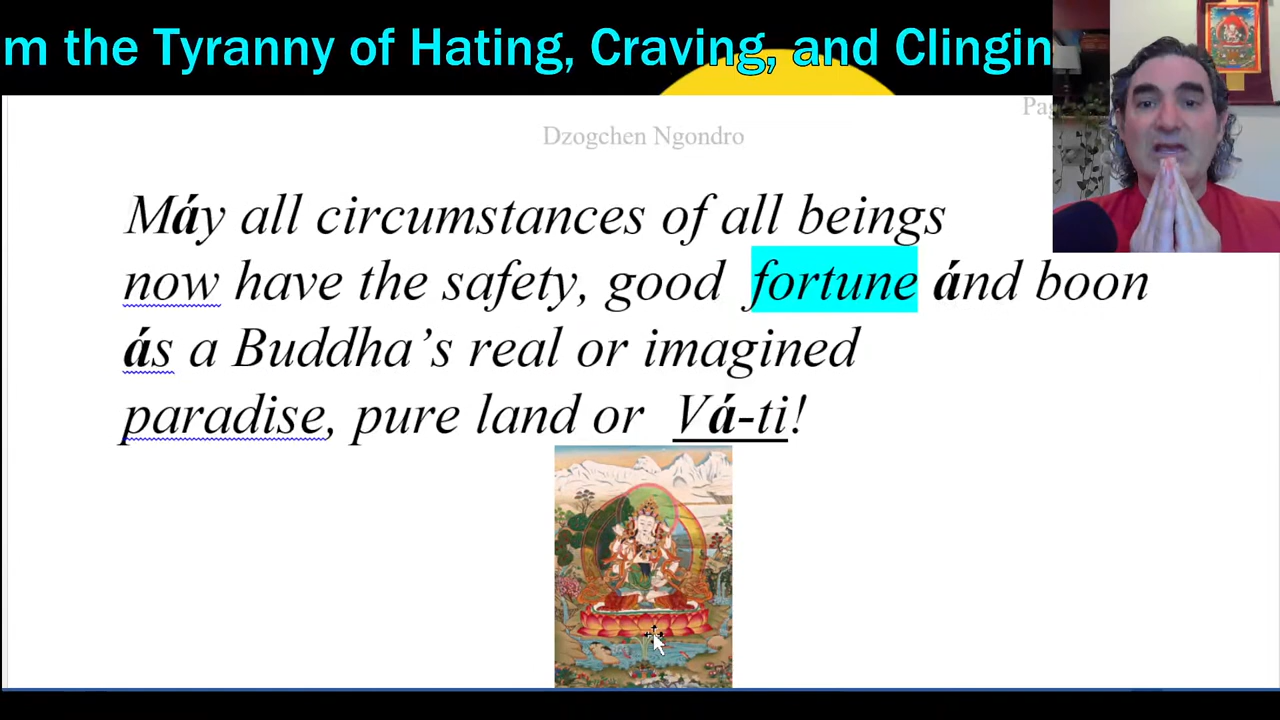 m the Tyranny of Hating, Craving, and Clingin
Dzogchen Ngondro
Máy all circumstances of all beings
now have the safety, good fortune ánd boon
ás a Buddha’s real or imagined
paradise, pure land or Vá-ti!